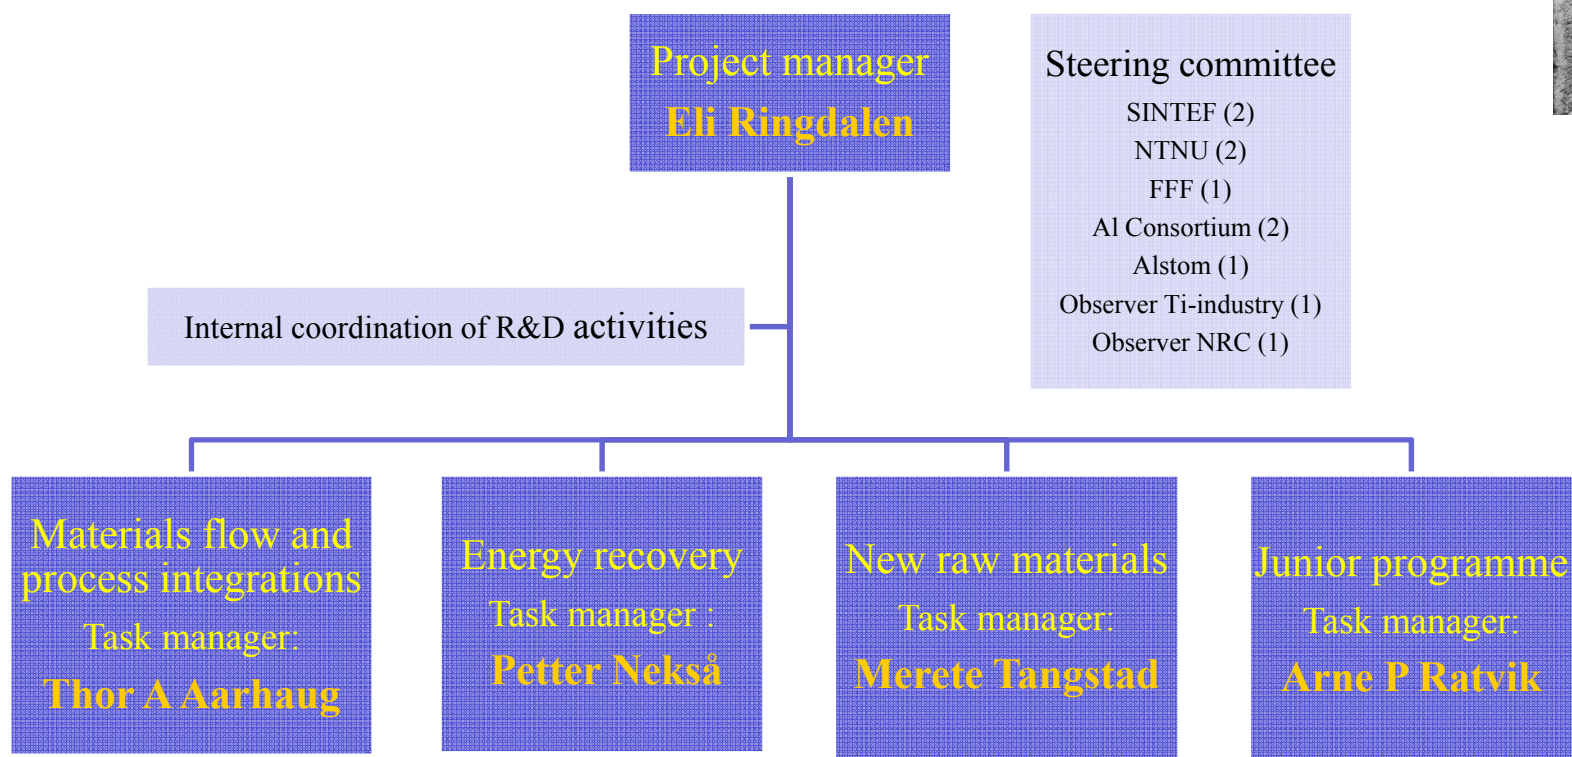 Project manager
Eli Ringdalen
Steering committee
SINTEF (2)
NTNU (2)
FFF (1)
Al Consortium (2)
Alstom (1)
Observer Ti-industry (1)
Observer NRC (1)
Internal coordination of R&D activities
Materials flow and
process integrations
Task manager:
Thor A Aarhaug
Energy recovery
Task manager :
Petter Nekså
New raw materials
Task manager:
Merete Tangstad
Junior programme
Task manager:
Arne P Ratvik